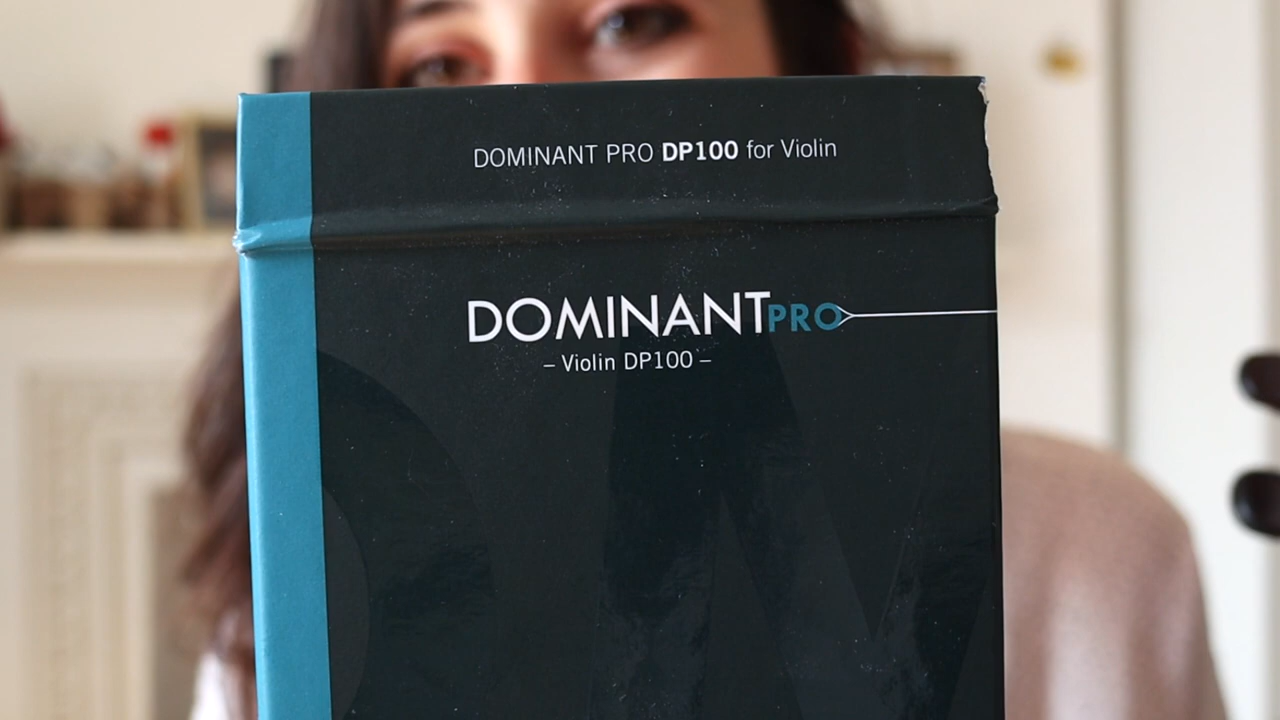 DOMINANT PRO DP100 for Violin
DOMINANTPRO
– Violin DP100 –